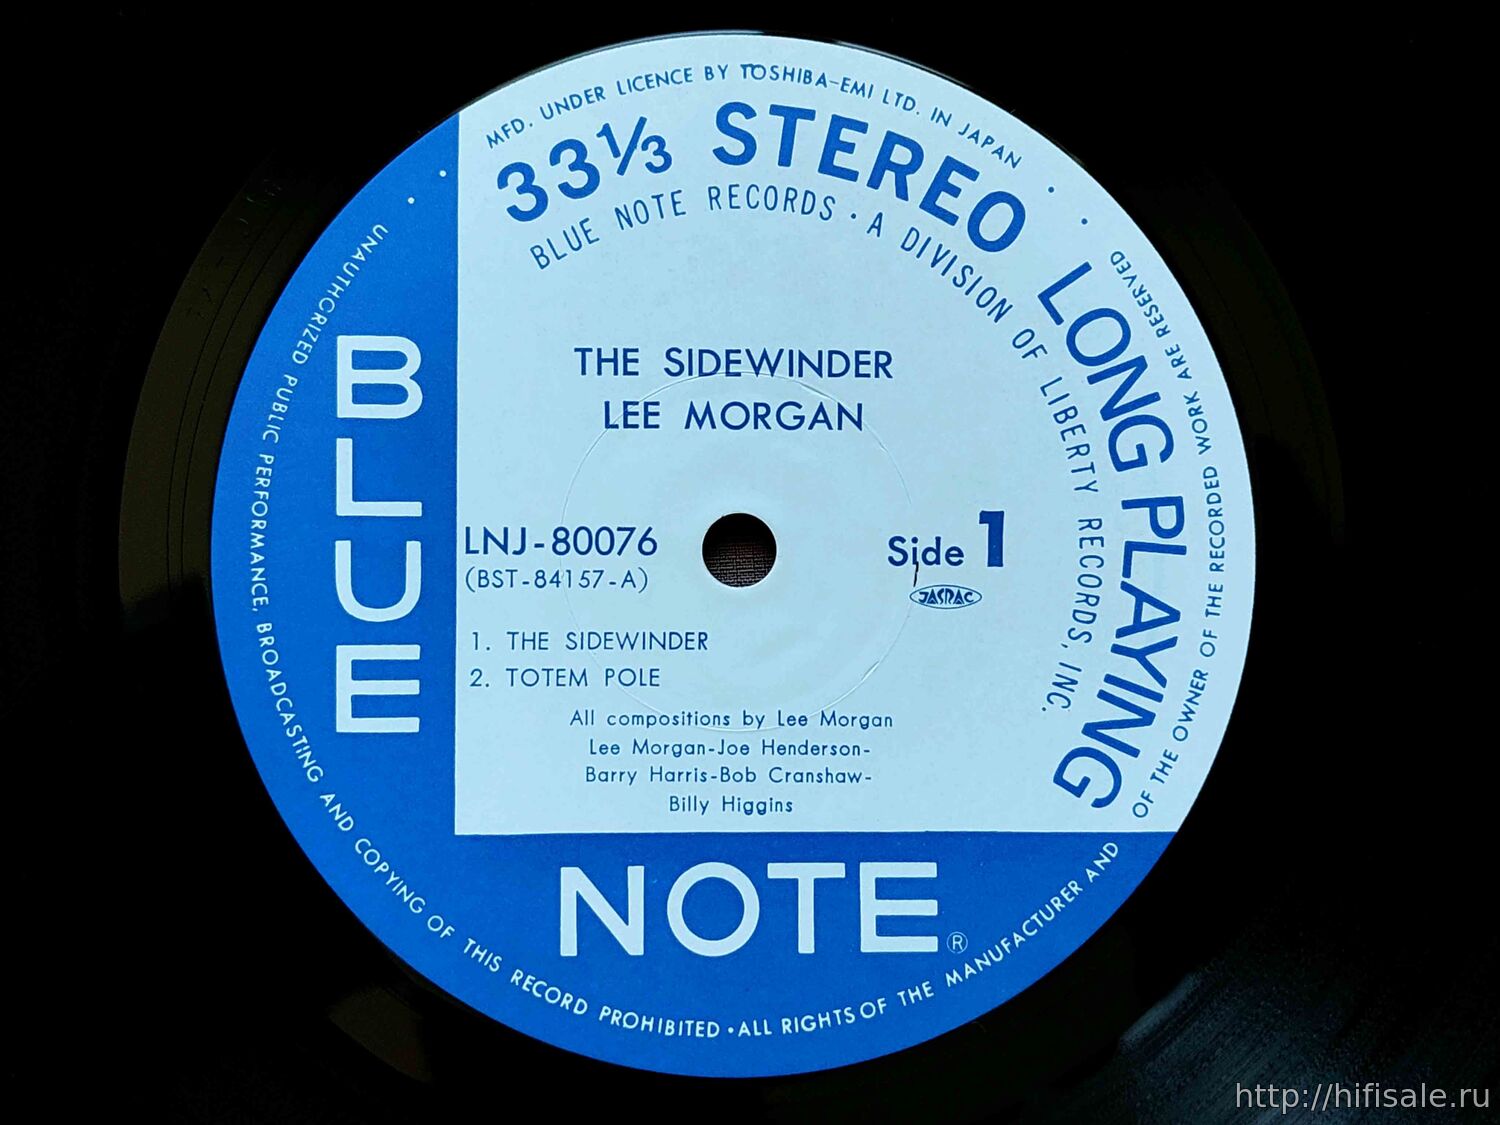 MFD. UNDER LICENCE BY TOSHIBA-EMI LTD. IN JAPAN
33⅓ STEREO LONG PLAYING
BLUE NOTE RECORDS · A DIVISION OF LIBERTY RECORDS, INC.
THE SIDEWINDER
LEE MORGAN
LNJ-80076
(BST-84157-A)
Side 1
JASRAC
1. THE SIDEWINDER
2. TOTEM POLE
All compositions by Lee Morgan
Lee Morgan-Joe Henderson-
Barry Harris-Bob Cranshaw-
Billy Higgins
BLUE
NOTE ®
UNAUTHORIZED PUBLIC PERFORMANCE, BROADCASTING AND COPYING OF THIS RECORD PROHIBITED · ALL RIGHTS OF THE MANUFACTURER AND OF THE OWNER OF THE RECORDED WORK ARE RESERVED
http://hifisale.ru